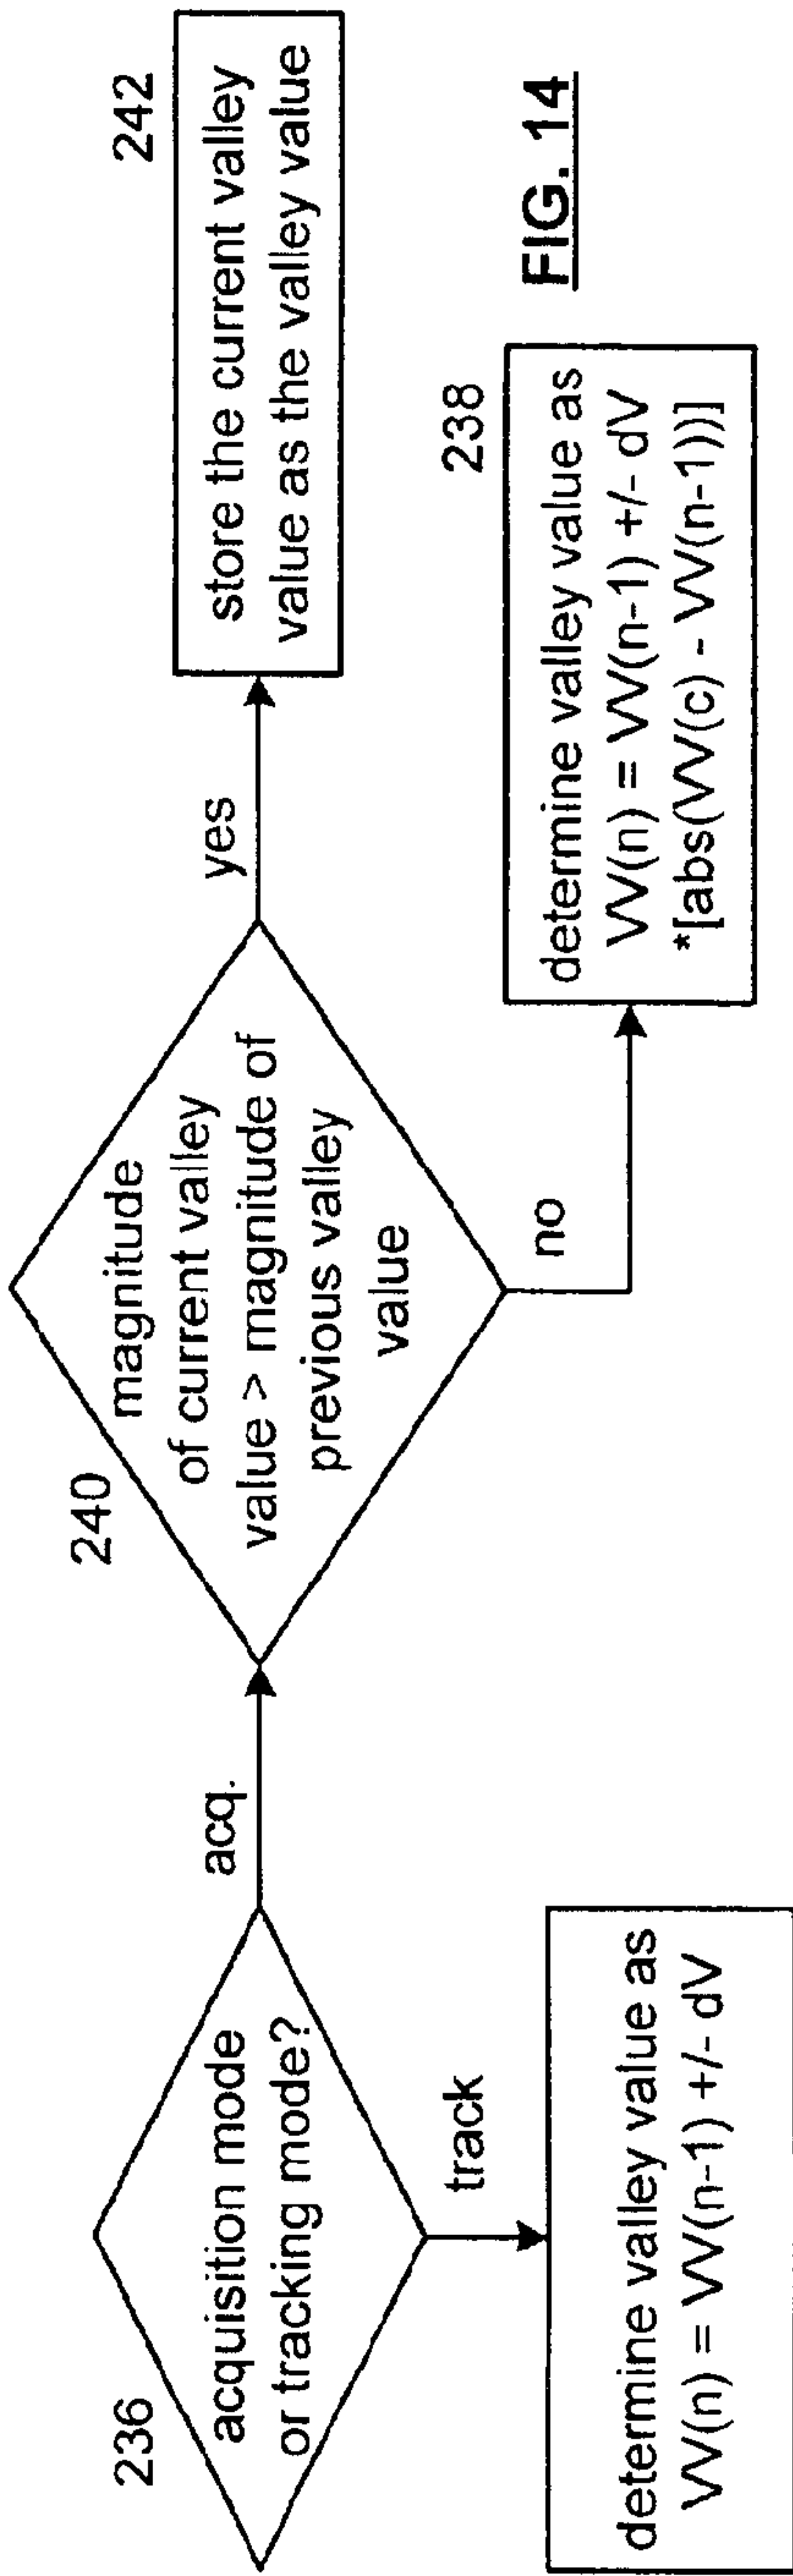 236
acquisition mode
or tracking mode?
acq.
track
determine valley value as
VV(n) = VV(n-1) +/- dV
240
magnitude
of current valley
value > magnitude of
previous valley
value
yes
no
242
store the current valley
value as the valley value
238
determine valley value as
VV(n) = VV(n-1) +/- dV
*[abs(VV(c) - VV(n-1))]
FIG. 14